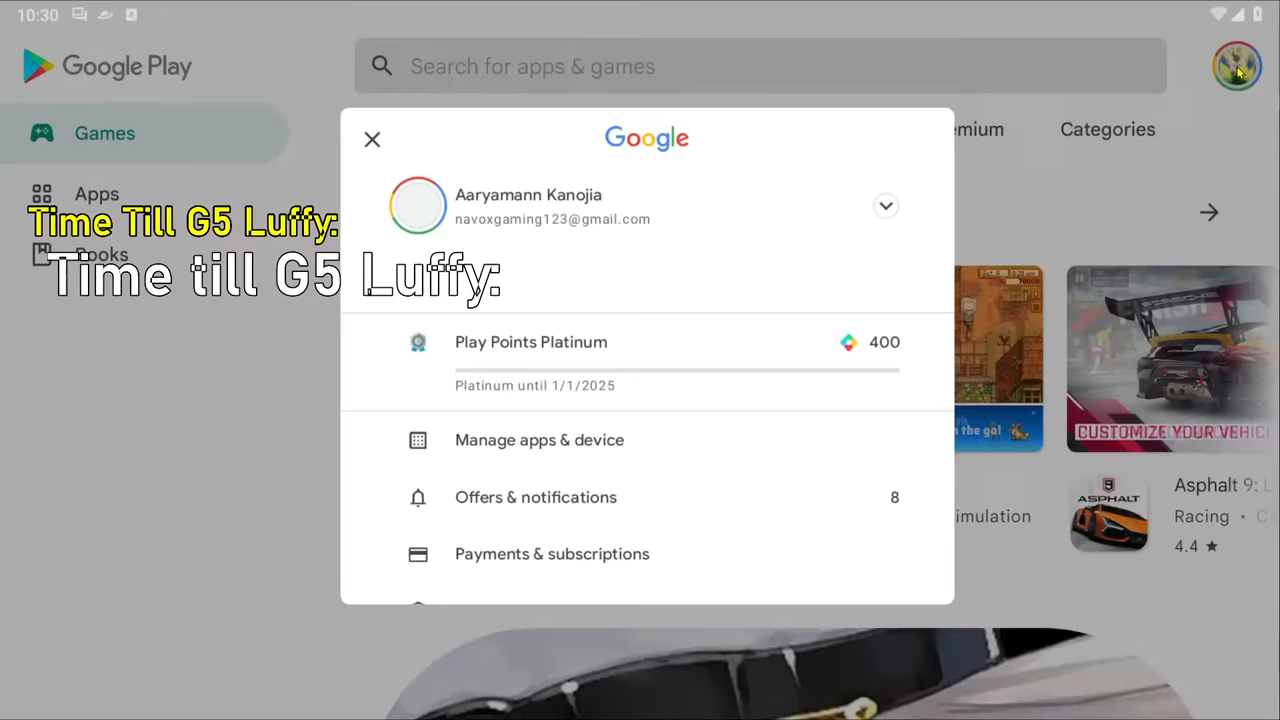 10:30
Google Play
Search for apps & games
Games
emium
Categories
Apps
Books
Time Till G5 Luffy:
Time till G5 Luffy:
Google
Aaryamann Kanojia
navoxgaming123@gmail.com
Play Points Platinum
400
Platinum until 1/1/2025
Manage apps & device
Offers & notifications
8
Payments & subscriptions
n the go!
CUSTOMIZE YOUR VEHIC
ASPHALT
9
Asphalt 9: L
imulation
Racing • C
4.4 ★